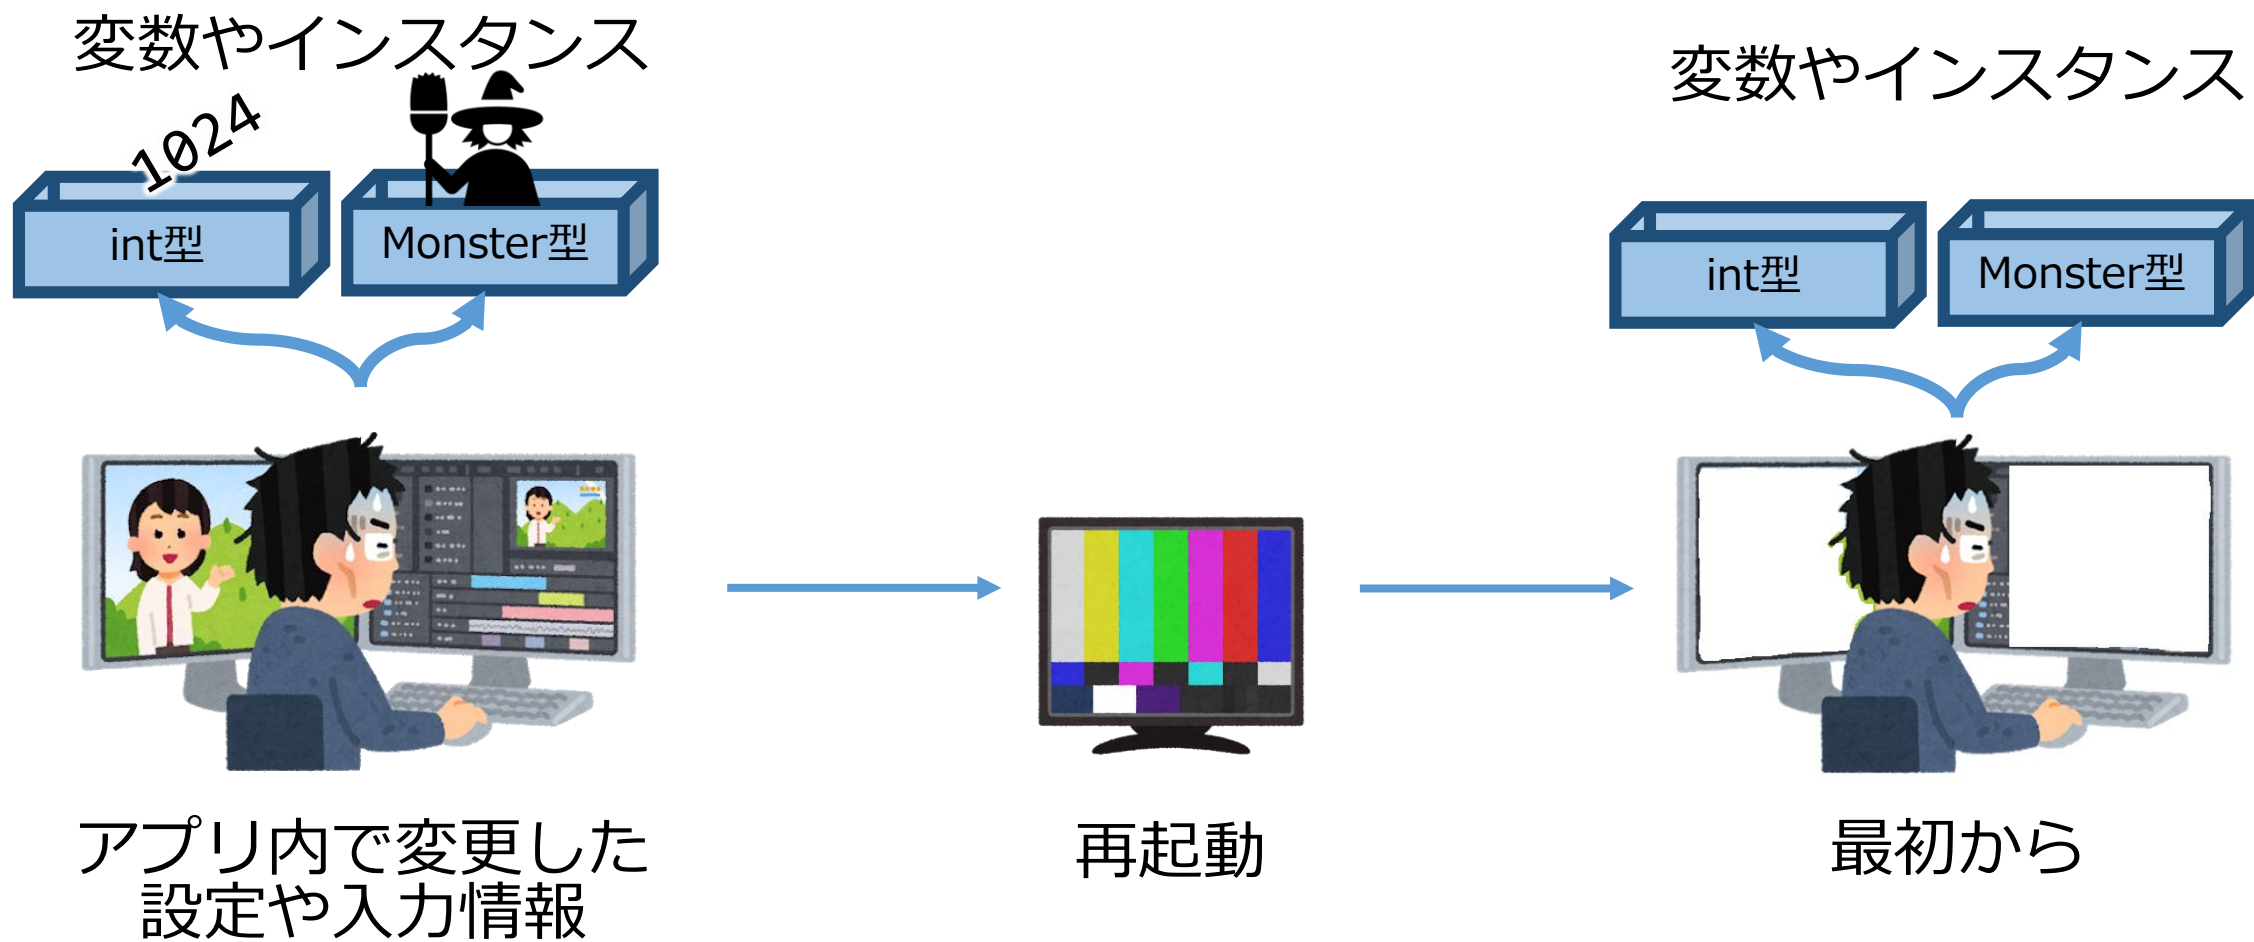 変数やインスタンス
1024
int型
Monster型
アプリ内で変更した
設定や入力情報
再起動
変数やインスタンス
int型
Monster型
最初から